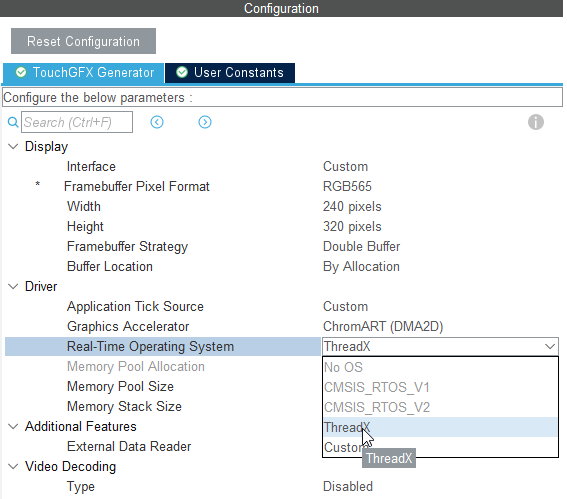 Configuration
Reset Configuration
TouchGFX Generator User Constants
Configure the below parameters :
Search (Ctrl+F)
Display
Interface Custom
* Framebuffer Pixel Format RGB565
Width 240 pixels
Height 320 pixels
Framebuffer Strategy Double Buffer
Buffer Location By Allocation
Driver
Application Tick Source Custom
Graphics Accelerator ChromART (DMA2D)
Real-Time Operating System ThreadX
Memory Pool Allocation No OS
Memory Pool Size CMSIS_RTOS_V1
Memory Stack Size CMSIS_RTOS_V2
Additional Features ThreadX
External Data Reader Custom
ThreadX
Video Decoding
Type Disabled